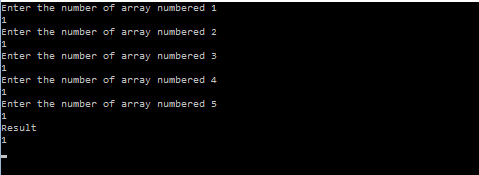 Enter the number of array numbered 1
1
Enter the number of array numbered 2
1
Enter the number of array numbered 3
1
Enter the number of array numbered 4
1
Enter the number of array numbered 5
1
Result
1